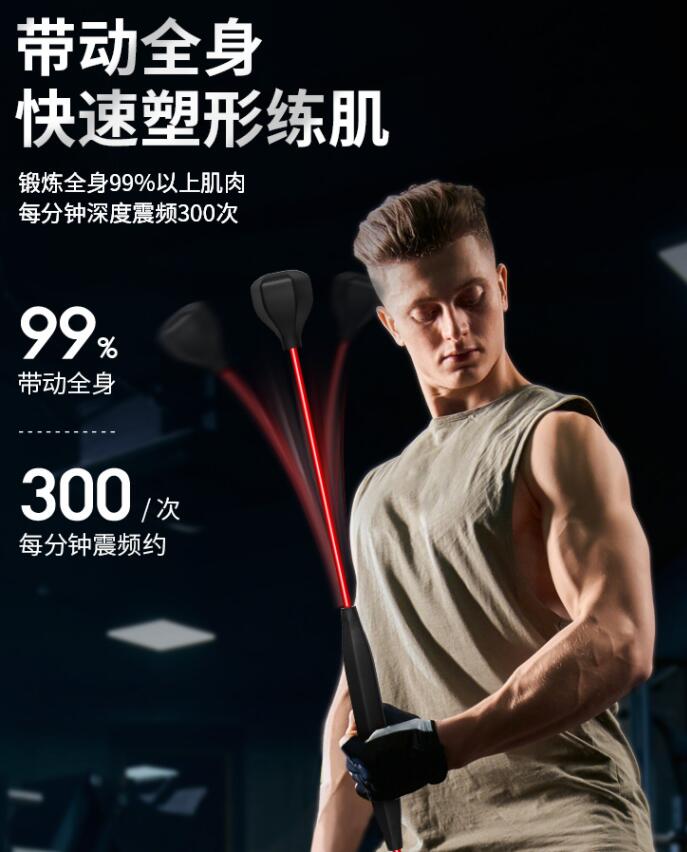 带动全身
快速塑形练肌
锻炼全身99%以上肌肉
每分钟深度震频300次
99%
带动全身
300/次
每分钟震频约